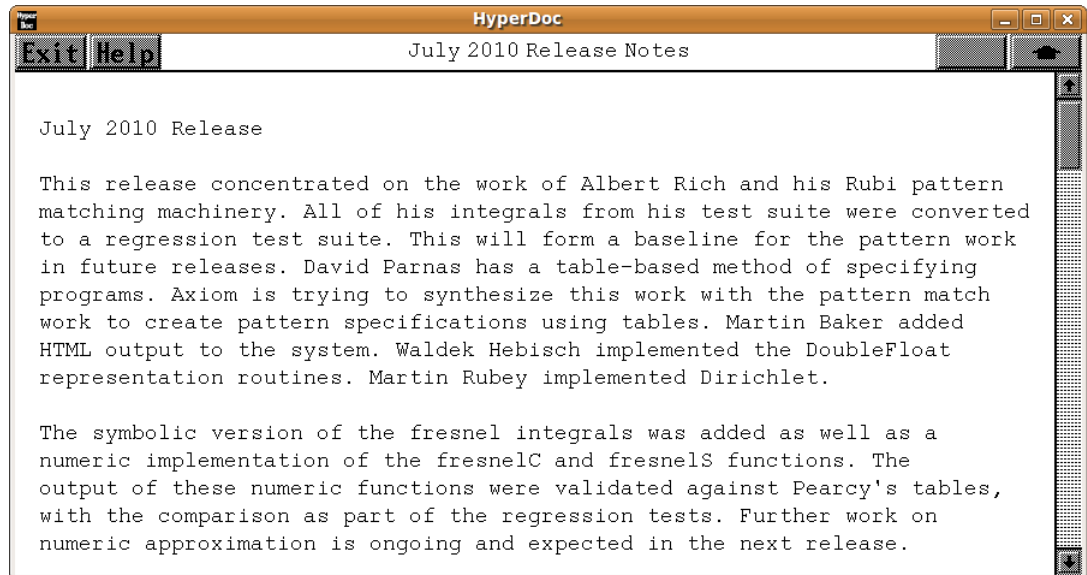 Hyper Doc
HyperDoc
Exit Help
July 2010 Release Notes
July 2010 Release
This release concentrated on the work of Albert Rich and his Rubi pattern
matching machinery. All of his integrals from his test suite were converted
to a regression test suite. This will form a baseline for the pattern work
in future releases. David Parnas has a table-based method of specifying
programs. Axiom is trying to synthesize this work with the pattern match
work to create pattern specifications using tables. Martin Baker added
HTML output to the system. Waldek Hebisch implemented the DoubleFloat
representation routines. Martin Rubey implemented Dirichlet.
The symbolic version of the fresnel integrals was added as well as a
numeric implementation of the fresnelC and fresnelS functions. The
output of these numeric functions were validated against Pearcy's tables,
with the comparison as part of the regression tests. Further work on
numeric approximation is ongoing and expected in the next release.